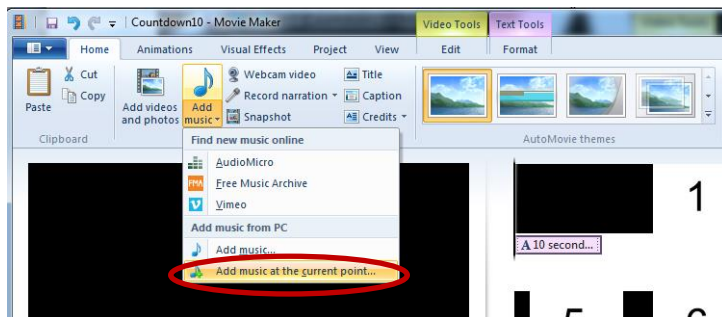 Countdown10 - Movie Maker
Video Tools
Text Tools
Home
Animations
Visual Effects
Project
View
Edit
Format
Paste
Cut
Copy
Clipboard
Add videos
and photos
Add
music
Webcam video
Record narration
Snapshot
Title
Caption
Credits
AutoMovie themes
Find new music online
AudioMicro
FMA Free Music Archive
Vimeo
Add music from PC
Add music...
Add music at the current point...
1
A 10 second...
5
6